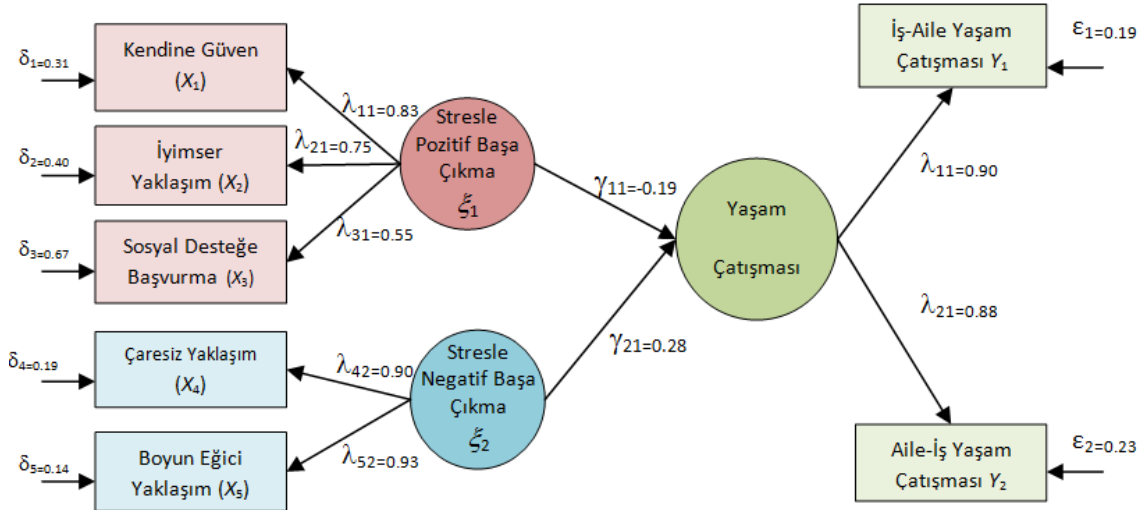 δ1=0.31
Kendine Güven
(X1)
δ2=0.40
İyimser
Yaklaşım (X2)
δ3=0.67
Sosyal Desteğe
Başvurma (X3)
δ4=0.19
Çaresiz Yaklaşım
(X4)
δ5=0.14
Boyun Eğici
Yaklaşım (X5)
λ11=0.83
λ21=0.75
λ31=0.55
λ42=0.90
λ52=0.93
Stresle
Pozitif Başa
Çıkma
ξ1
Stresle
Negatif Başa
Çıkma
ξ2
γ11=-0.19
γ21=0.28
Yaşam
Çatışması
λ11=0.90
λ21=0.88
İş-Aile Yaşam
Çatışması Y1
ε1=0.19
Aile-İş Yaşam
Çatışması Y2
ε2=0.23